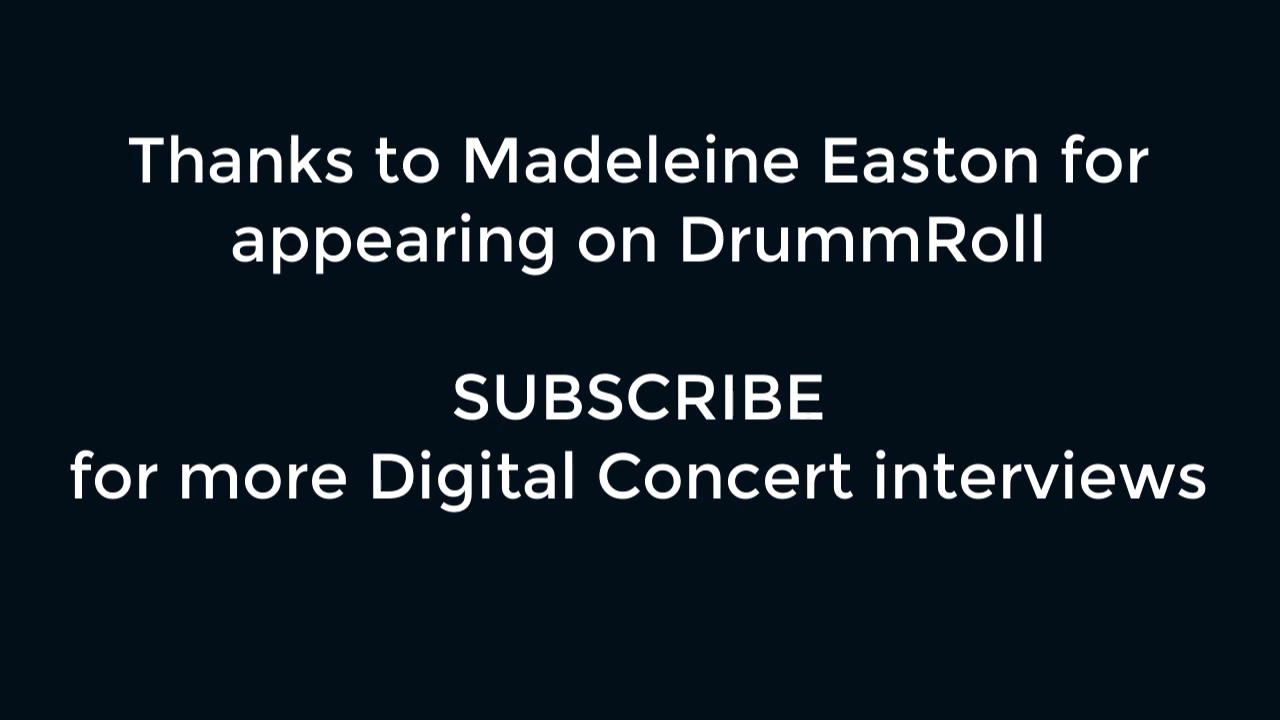 Thanks to Madeleine Easton for
appearing on DrummRoll
SUBSCRIBE
for more Digital Concert interviews